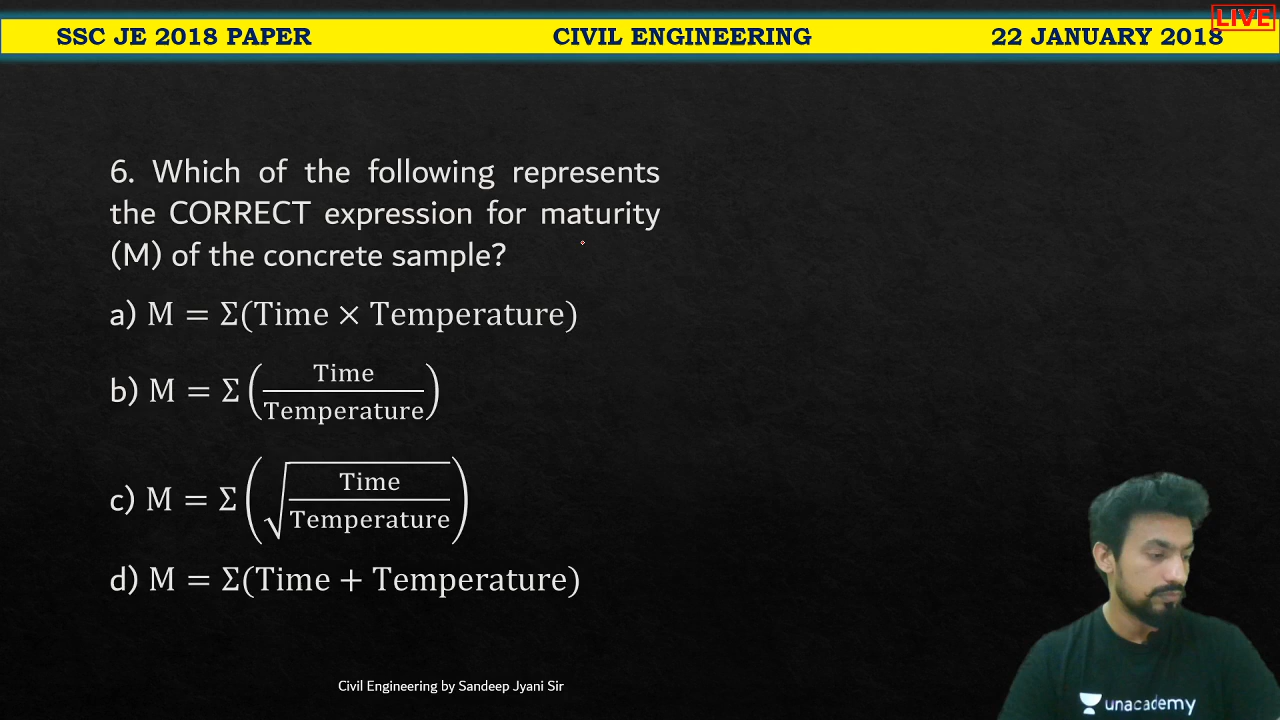 LIVE
SSC JE 2018 PAPER CIVIL ENGINEERING 22 JANUARY 2018
6. Which of the following represents
the CORRECT expression for maturity
(M) of the concrete sample?
a) M = Σ(Time × Temperature)
b) M = Σ(Time/Temperature)
c) M = Σ(√(Time/Temperature))
d) M = Σ(Time + Temperature)
Civil Engineering by Sandeep Jyani Sir
unacademy